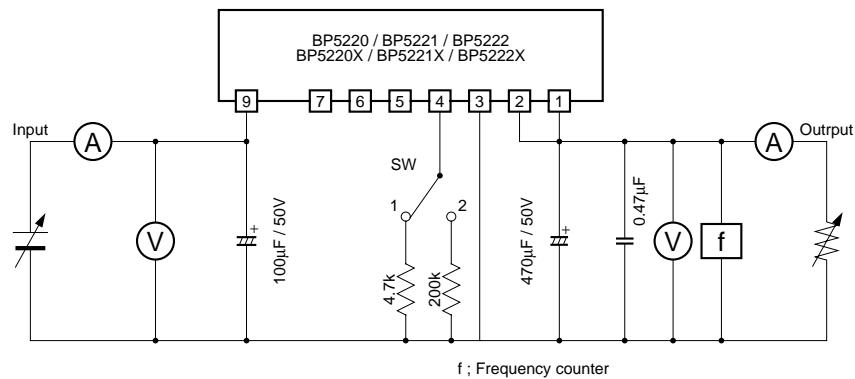 BP5220 / BP5221 / BP5222
BP5220X / BP5221X / BP5222X
9 7 6 5 4 3 2 1
Input
A
A
Outrput
SW
1
2
V
+
100µF / 50V
4.7k
200k
470µF / 50V
+
0.47µF
V
f
f ; Frequency counter